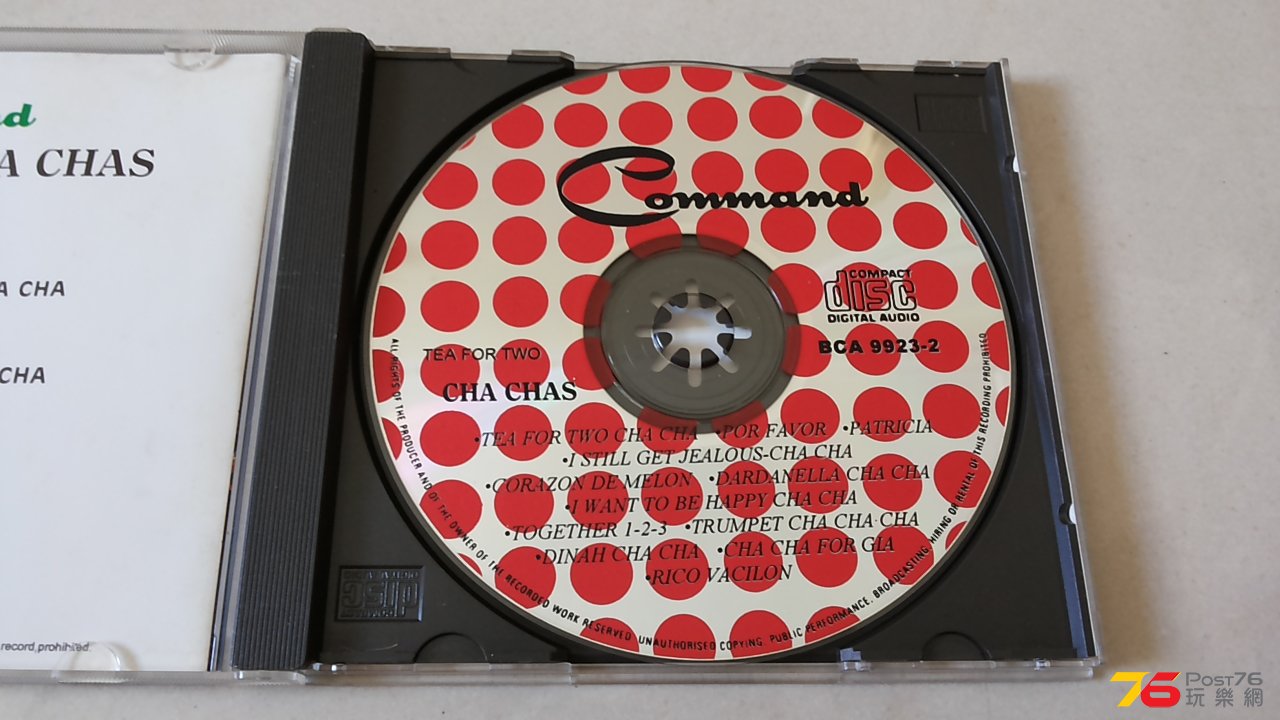 nd
A CHAS
A CHA
CHA
record prohibited.
Command
COMPACT
disc
DIGITAL AUDIO
BCA 9923-2
TEA FOR TWO
CHA CHAS
•TEA FOR TWO CHA CHA •POR FAVOR •PATRICIA
•I STILL GET JEALOUS-CHA CHA
•CORAZON DE MELON •DARDANELLA CHA CHA
•I WANT TO BE HAPPY CHA CHA
•TOGETHER 1-2-3 •TRUMPET CHA CHA CHA
•DINAH CHA CHA •CHA CHA FOR GIA
•RICO VACILON
ALL RIGHTS OF THE PRODUCER AND OF THE OWNER OF THE RECORDED WORK RESERVED. UNAUTHORISED COPYING. PUBLIC PERFORMANCE. BROADCASTING. HIRING OR RENTAL OF THIS RECORDING PROHIBITED
76 Post76
玩樂網